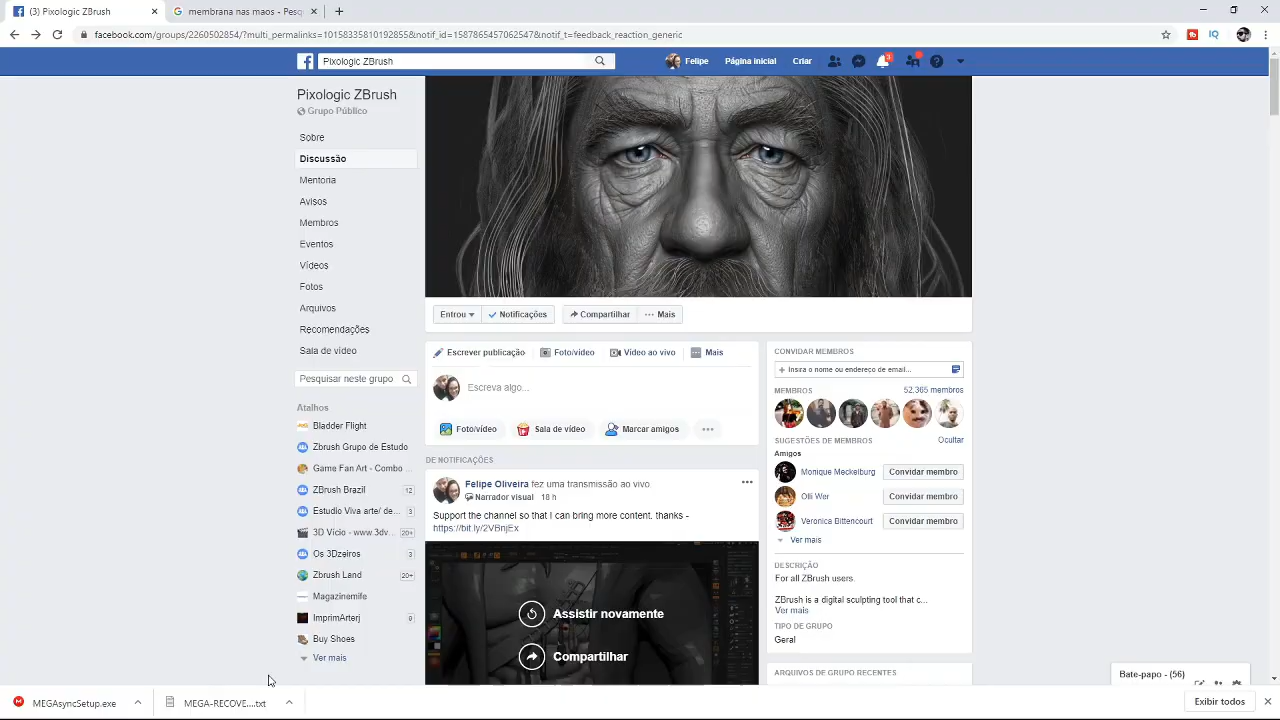 (3) Pixologic ZBrush
membrana nas maos - Pesq
facebook.com/groups/2260502854/?multi_permalinks=10158335810192855&notif_id=1587865457062547&notif_t=feedback_reaction_generic
Pixologic ZBrush
Felipe
Página inicial
Criar
Pixologic ZBrush
Grupo Público
Sobre
Discussão
Mentoria
Avisos
Membros
Eventos
Vídeos
Fotos
Arquivos
Recomendações
Sala de vídeo
Pesquisar neste grupo
Atalhos
Bladder Flight
Zbrush Grupo de Estudo
Game Fan Art - Combo ...
ZBrush Brazil 12
Estudio Viva arte/ de... 3
3D Vício - www.3dv... 20+
Os 3Dzeiros 3
Zbrush Land 20+
Magazinemife
ImprimArterj 9
Buy Shoes
Ver mais
Entrou
Notificações
Compartilhar
Mais
Escrever publicação
Foto/vídeo
Vídeo ao vivo
Mais
Escreva algo...
Foto/vídeo
Sala de vídeo
Marcar amigos
DE NOTIFICAÇÕES
Felipe Oliveira fez uma transmissão ao vivo
Narrador visual · 18 h
Support the channel so that I can bring more content. thanks -
https://bit.ly/2VBnjEx
Assistir novamente
Compartilhar
CONVIDAR MEMBROS
Insira o nome ou endereço de email...
MEMBROS 52.365 membros
SUGESTÕES DE MEMBROS Ocultar
Amigos
Monique Meckelburg Convidar membro
Olli Wer Convidar membro
Veronica Bittencourt Convidar membro
Ver mais
DESCRIÇÃO
For all ZBrush users.
ZBrush is a digital sculpting tool that c...
Ver mais
TIPO DE GRUPO
Geral
ARQUIVOS DE GRUPO RECENTES
Bate-papo - (56)
MEGAsyncSetup.exe
MEGA-RECOVE....txt
Exibir todos